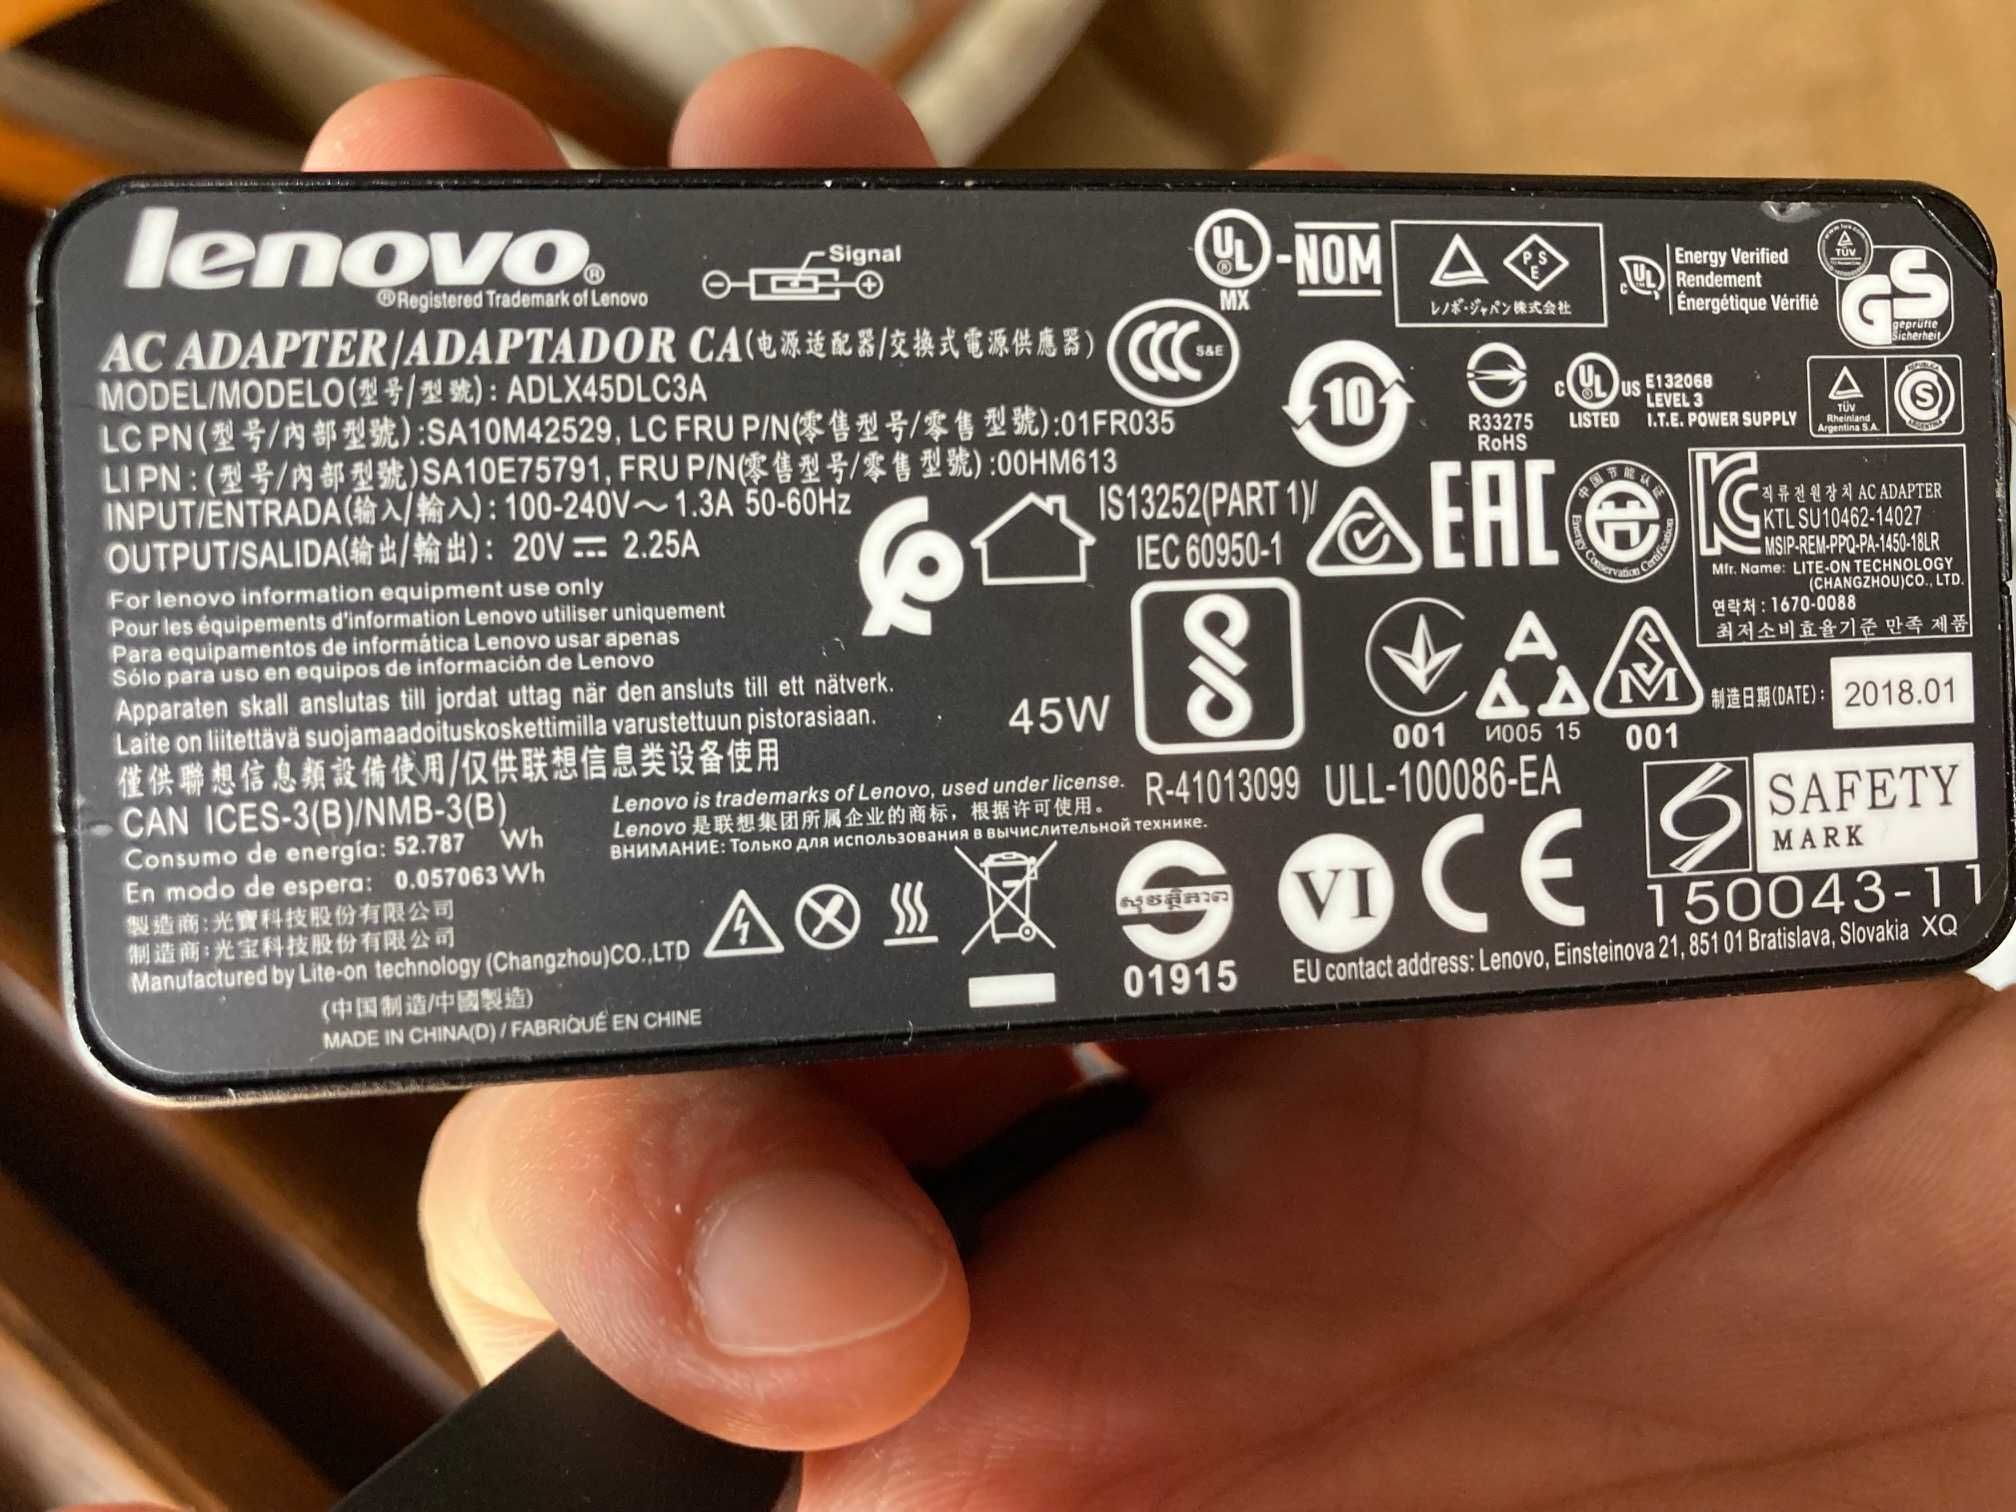 lenovo®
®Registered Trademark of Lenovo
Signal
AC ADAPTER/ADAPTADOR CA(电源适配器/交換式電源供應器)
MODEL/MODELO(型号/型號): ADLX45DLC3A
LC PN(型号/內部型號):SA10M42529, LC FRU P/N(零售型号/零售型號):01FR035
LI PN:(型号/內部型號)SA10E75791, FRU P/N(零售型号/零售型號):00HM613
INPUT/ENTRADA(输入/輸入): 100-240V～ 1.3A 50-60Hz
OUTPUT/SALIDA(输出/輸出): 20V ⎓ 2.25A
For lenovo information equipment use only
Pour les équipements d'information Lenovo utiliser uniquement
Para equipamentos de informática Lenovo usar apenas
Sólo para uso en equipos de información de Lenovo
Apparaten skall anslutas till jordat uttag när den ansluts till ett nätverk.
Laite on liitettävä suojamaadoituskoskettimilla varustettuun pistorasiaan.
僅供聯想信息類設備使用/仅供联想信息类设备使用
CAN ICES-3(B)/NMB-3(B)
Consumo de energía: 52.787 Wh
En modo de espera: 0.057063Wh
製造商:光寶科技股份有限公司
制造商:光宝科技股份有限公司
Manufactured by Lite-on technology (Changzhou)CO.,LTD
(中国制造/中國製造)
MADE IN CHINA(D) / FABRIQUÉ EN CHINE
Lenovo is trademarks of Lenovo, used under license.
Lenovo 是联想集团所属企业的商标，根据许可使用。
ВНИМАНИЕ: Только для использования в вычислительной технике.
45W
UL
®
MX
-NOM
PSE
レノボ・ジャパン株式会社
c UL
Energy Verified
Rendement
Énergétique Vérifié
TÜV
GS
geprüfte
Sicherheit
CCC S&E
10
R33275
RoHS
c UL us
LISTED
E132068
LEVEL 3
I.T.E. POWER SUPPLY
TÜV
Rheinland
Argentina S.A.
S
IS13252(PART 1)/
IEC 60950-1
EAC
中国节能认证
Energy Conservation Certification
KC
직류전원장치 AC ADAPTER
KTL SU10462-14027
MSIP-REM-PPQ-PA-1450-18LR
Mfr. Name: LITE-ON TECHNOLOGY
(CHANGZHOU)CO., LTD.
연락처 : 1670-0088
최저소비효율기준 만족 제품
001
И005 15
SM
001
制造日期(DATE):
2018.01
R-41013099
ULL-100086-EA
SAFETY
MARK
150043-11
01915
VI
CE
EU contact address: Lenovo, Einsteinova 21, 851 01 Bratislava, Slovakia XQ